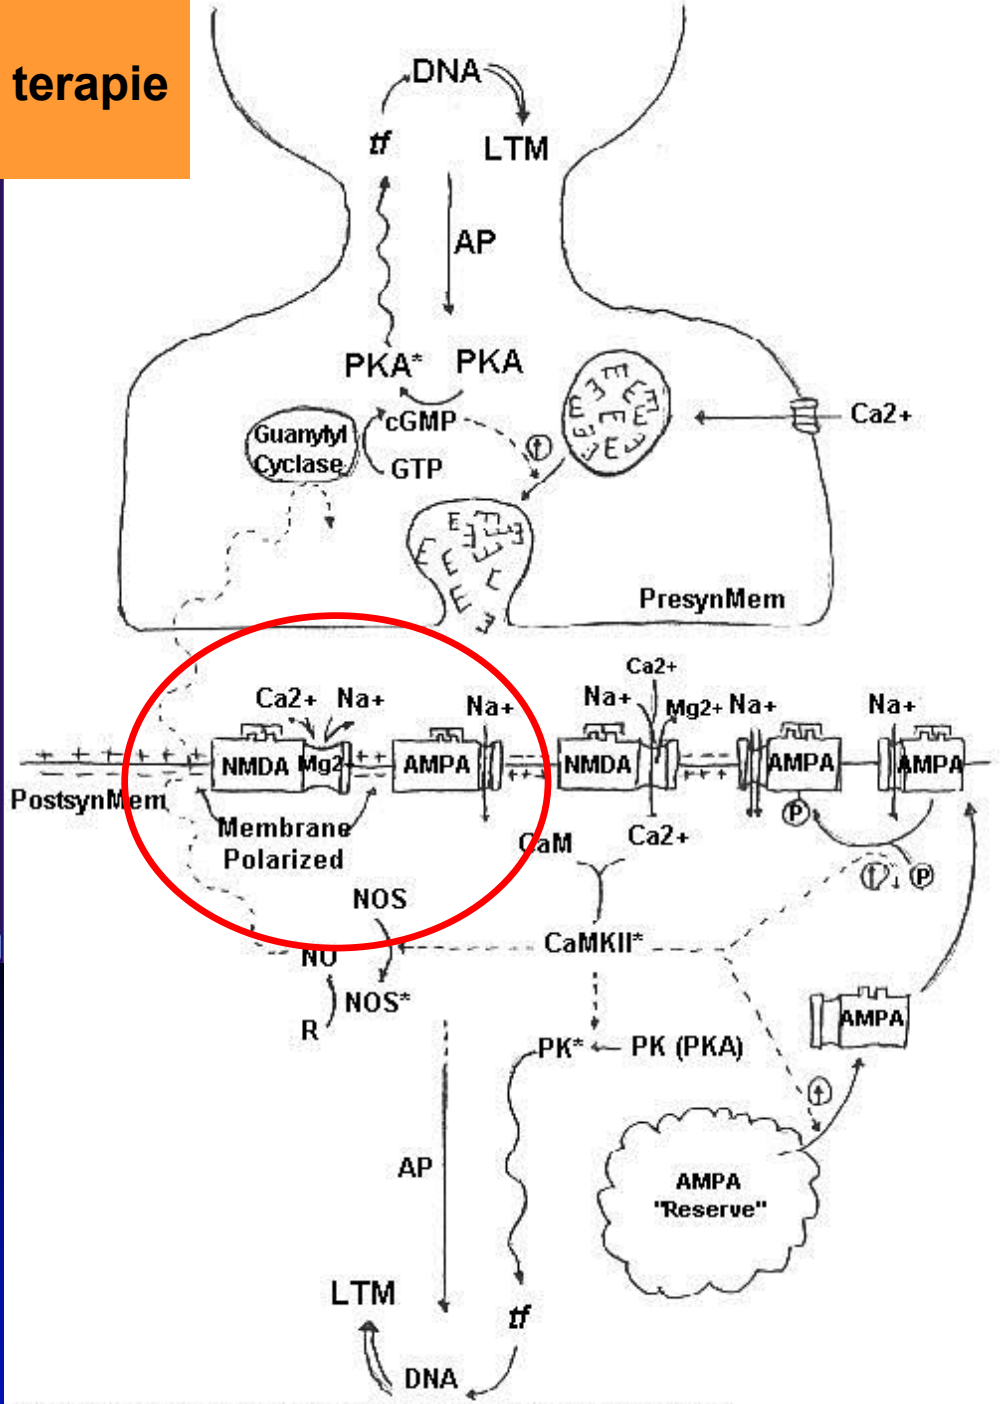 terapie
DNA
tf
LTM
AP
PKA*
PKA
cGMP
Guanylyl
Cyclase
GTP
Ca2+
E E E E E E E E
E E E E E E E
PresynMem
Ca2+
Na+
Na+
Ca2+
Na+
Mg2+
Na+
Na+
NMDA
Mg2
AMPA
NMDA
AMPA
AMPA
PostsynMem
Membrane
Polarized
P
CaM
Ca2+
P
NOS
CaMKII*
NO
NOS*
R
AMPA
PK*
PK (PKA)
AP
AMPA
"Reserve"
LTM
tf
DNA